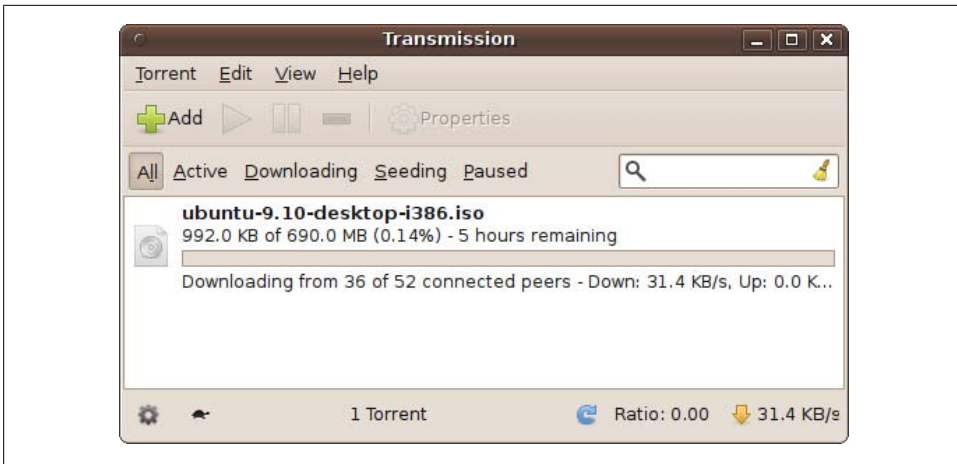 Transmission
Torrent Edit View Help
Add Properties
All Active Downloading Seeding Paused
ubuntu-9.10-desktop-i386.iso
992.0 KB of 690.0 MB (0.14%) - 5 hours remaining
Downloading from 36 of 52 connected peers - Down: 31.4 KB/s, Up: 0.0 K...
1 Torrent Ratio: 0.00 31.4 KB/s